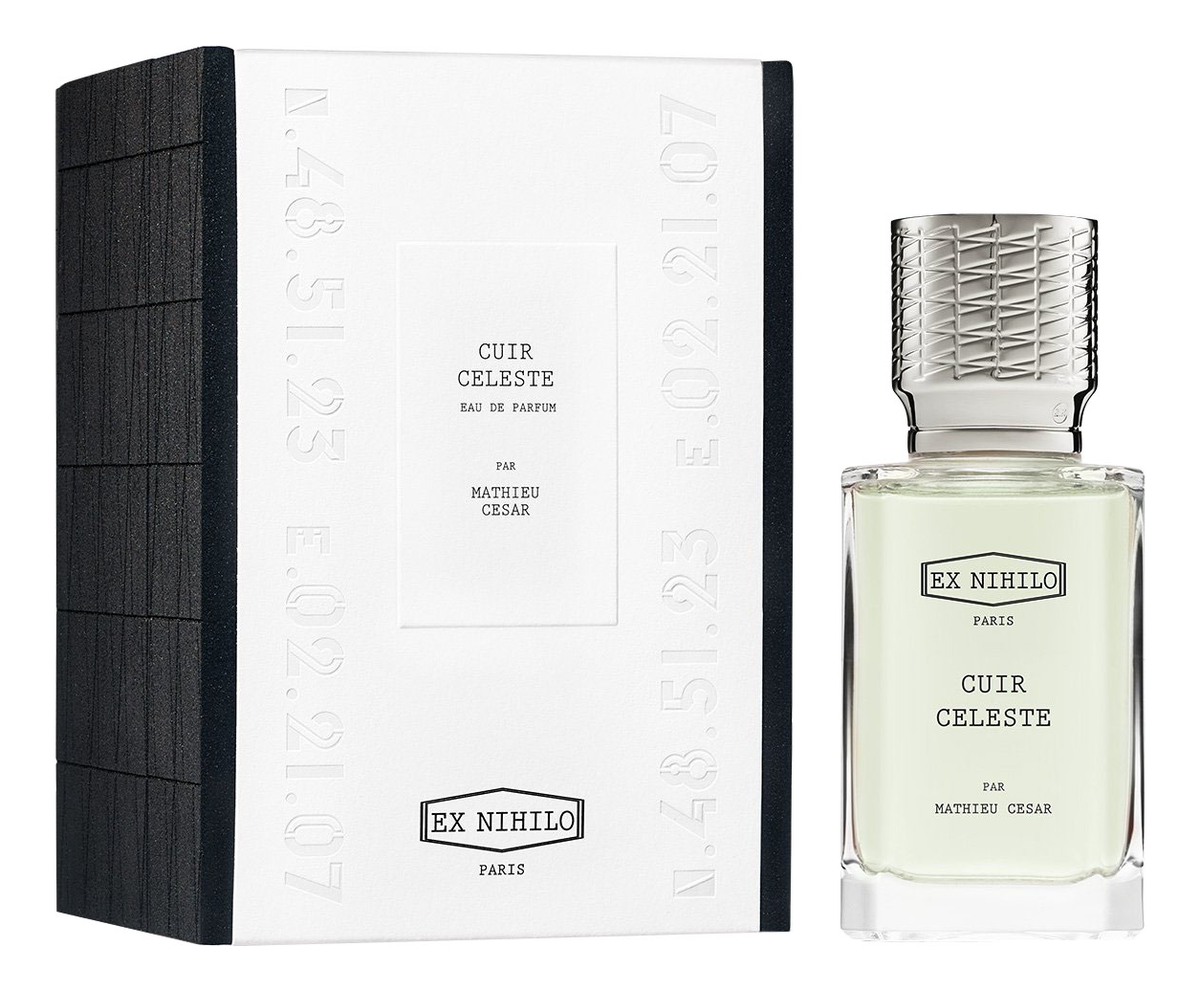 N.48.51.23 E.02.21.07
N.48.51.23 E.02.21.07
CUIR
CELESTE
EAU DE PARFUM
PAR
MATHIEU
CESAR
EX NIHILO
PARIS
EX NIHILO
PARIS
CUIR
CELESTE
PAR
MATHIEU CESAR